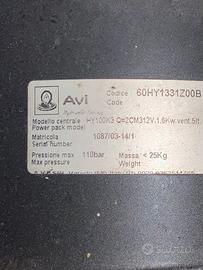 Avi
Codice 60HY1331Z00B
Code
Modello centrale HY100K3 Q=2CM312V.1.6Kw.vent.5lt
Power pack model
Matricola 1087/03-14/1
Serial number
Pressione max 110bar Massa < 25Kg
Max pressure Weight
subito